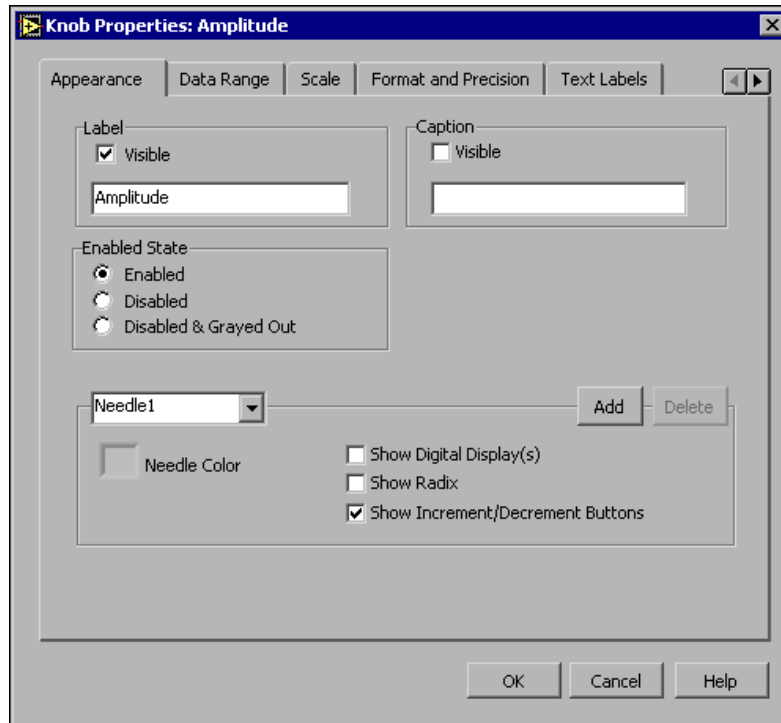 Knob Properties: Amplitude
Appearance Data Range Scale Format and Precision Text Labels
Label Caption
Visible Visible
Amplitude
Enabled State
Enabled
Disabled
Disabled & Grayed Out
Needle1 Add Delete
Needle Color Show Digital Display(s)
Show Radix
Show Increment/Decrement Buttons
OK Cancel Help